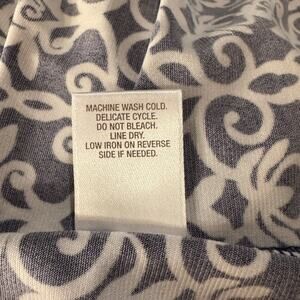 MACHINE WASH COLD.
DELICATE CYCLE.
DO NOT BLEACH.
LINE DRY.
LOW IRON ON REVERSE
SIDE IF NEEDED.